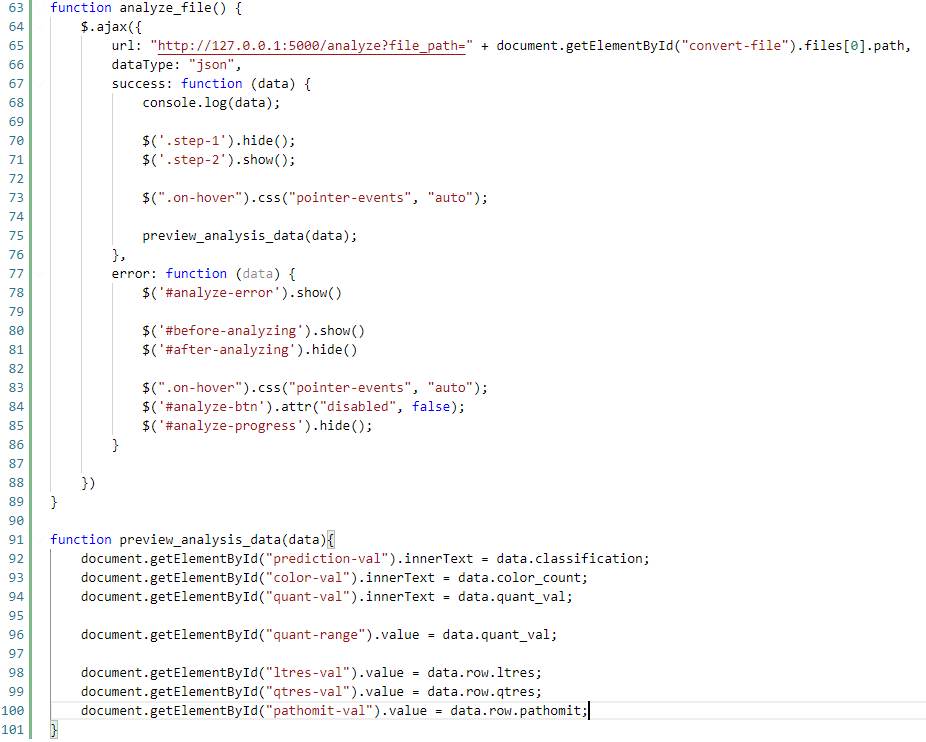 63 function analyze_file() {
64     $.ajax({
65         url: "http://127.0.0.1:5000/analyze?file_path=" + document.getElementById("convert-file").files[0].path,
66         dataType: "json",
67         success: function (data) {
68             console.log(data);
69
70             $('.step-1').hide();
71             $('.step-2').show();
72
73             $(".on-hover").css("pointer-events", "auto");
74
75             preview_analysis_data(data);
76         },
77         error: function (data) {
78             $('#analyze-error').show()
79
80             $('#before-analyzing').show()
81             $('#after-analyzing').hide()
82
83             $(".on-hover").css("pointer-events", "auto");
84             $('#analyze-btn').attr("disabled", false);
85             $('#analyze-progress').hide();
86         }
87
88     })
89 }
90
91 function preview_analysis_data(data){
92     document.getElementById("prediction-val").innerText = data.classification;
93     document.getElementById("color-val").innerText = data.color_count;
94     document.getElementById("quant-val").innerText = data.quant_val;
95
96     document.getElementById("quant-range").value = data.quant_val;
97
98     document.getElementById("ltres-val").value = data.row.ltres;
99     document.getElementById("qtres-val").value = data.row.qtres;
100     document.getElementById("pathomit-val").value = data.row.pathomit;
101 }